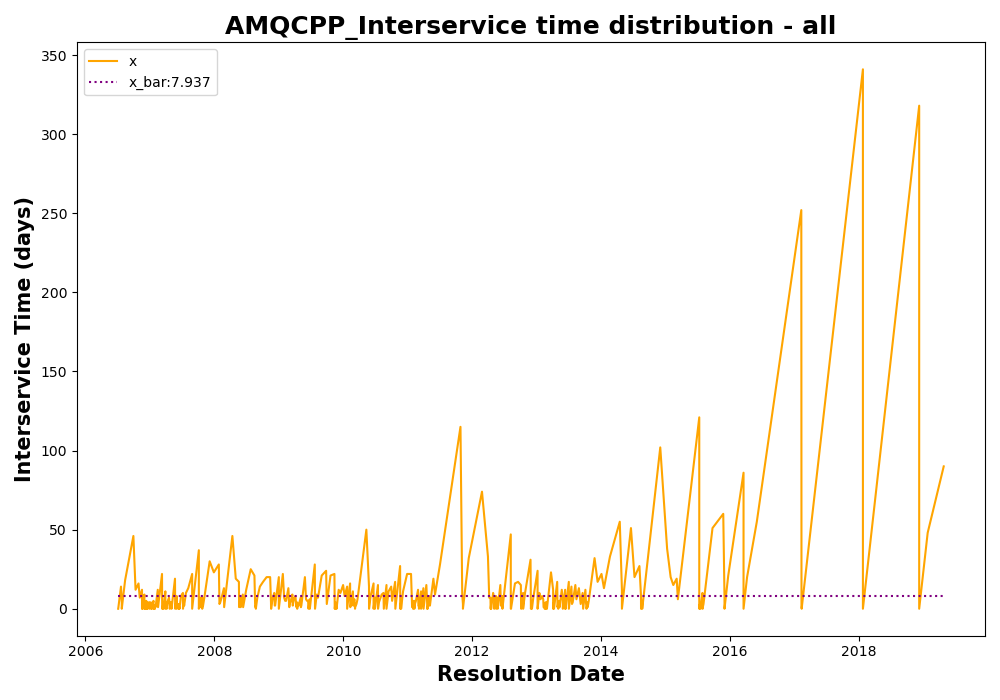 AMQCPP_Interservice time distribution - all
x
x_bar:7.937
Interservice Time (days)
350
300
250
200
150
100
50
0
2006 2008 2010 2012 2014 2016 2018
Resolution Date